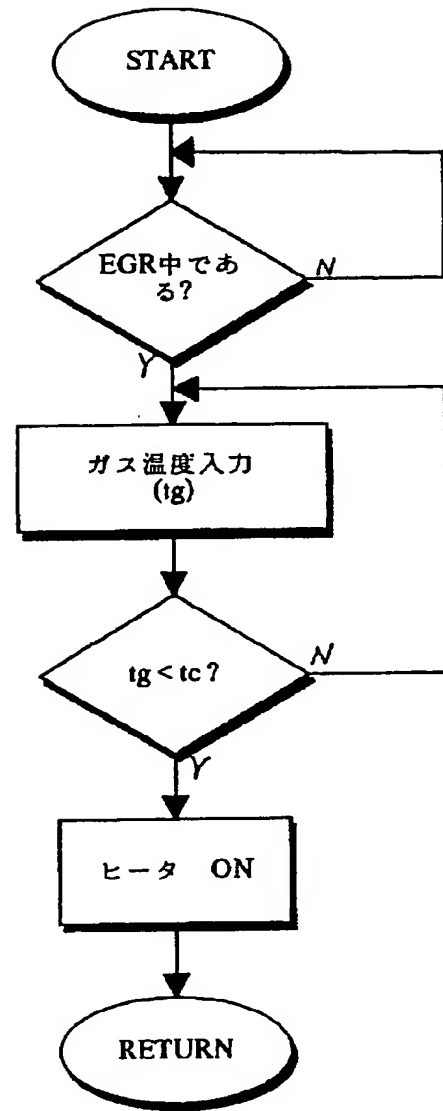 START
EGR中であ
る?
N
Y
ガス温度入力
(tg)
tg<tc?
N
Y
ヒータ ON
RETURN